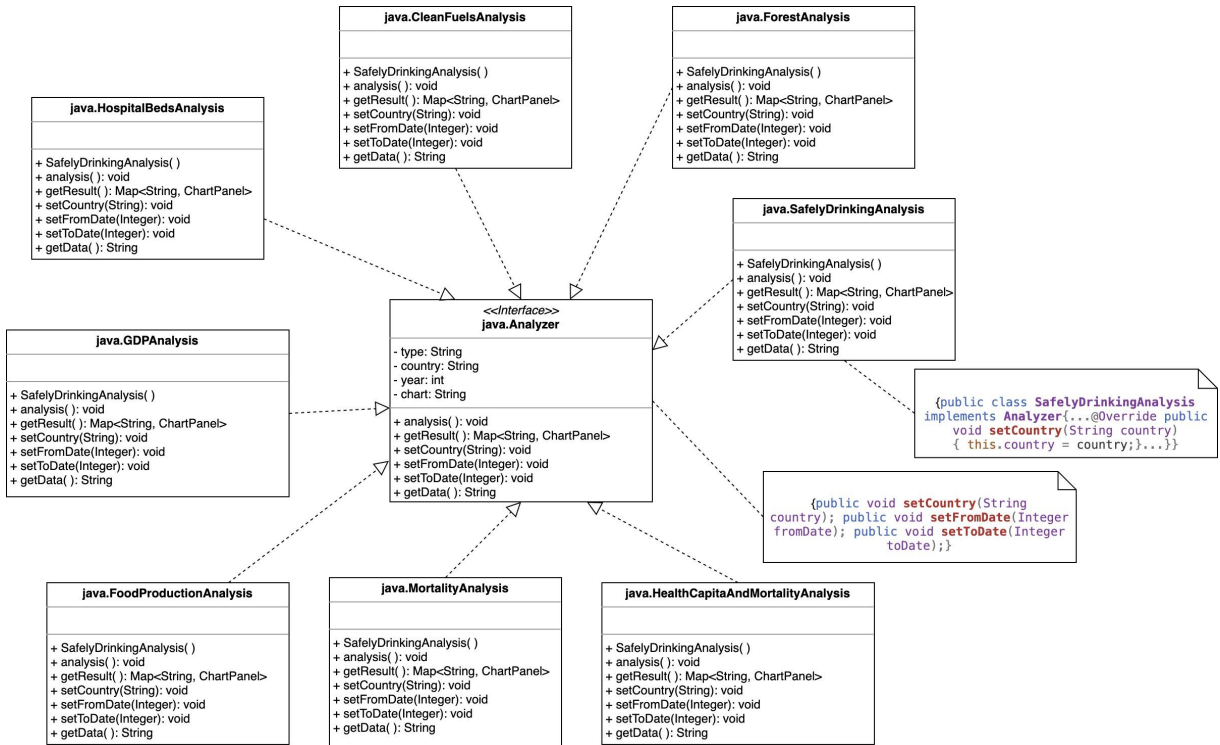 java.CleanFuelsAnalysis
+ SafelyDrinkingAnalysis( )
+ analysis( ): void
+ getResult( ): Map<String, ChartPanel>
+ setCountry(String): void
+ setFromDate(Integer): void
+ setToDate(Integer): void
+ getData( ): String
java.ForestAnalysis
+ SafelyDrinkingAnalysis( )
+ analysis( ): void
+ getResult( ): Map<String, ChartPanel>
+ setCountry(String): void
+ setFromDate(Integer): void
+ setToDate(Integer): void
+ getData( ): String
java.HospitalBedsAnalysis
+ SafelyDrinkingAnalysis( )
+ analysis( ): void
+ getResult( ): Map<String, ChartPanel>
+ setCountry(String): void
+ setFromDate(Integer): void
+ setToDate(Integer): void
+ getData( ): String
java.SafelyDrinkingAnalysis
+ SafelyDrinkingAnalysis( )
+ analysis( ): void
+ getResult( ): Map<String, ChartPanel>
+ setCountry(String): void
+ setFromDate(Integer): void
+ setToDate(Integer): void
+ getData( ): String
<<Interface>>
java.Analyzer
- type: String
- country: String
- year: int
- chart: String
+ analysis( ): void
+ getResult( ): Map<String, ChartPanel>
+ setCountry(String): void
+ setFromDate(Integer): void
+ setToDate(Integer): void
+ getData( ): String
java.GDPAnalysis
+ SafelyDrinkingAnalysis( )
+ analysis( ): void
+ getResult( ): Map<String, ChartPanel>
+ setCountry(String): void
+ setFromDate(Integer): void
+ setToDate(Integer): void
+ getData( ): String
{public class SafelyDrinkingAnalysis
implements Analyzer{...@Override public
void setCountry(String country)
{ this.country = country;}...}}
{public void setCountry(String
country); public void setFromDate(Integer
fromDate); public void setToDate(Integer
toDate);}
java.FoodProductionAnalysis
+ SafelyDrinkingAnalysis( )
+ analysis( ): void
+ getResult( ): Map<String, ChartPanel>
+ setCountry(String): void
+ setFromDate(Integer): void
+ setToDate(Integer): void
+ getData( ): String
java.MortalityAnalysis
+ SafelyDrinkingAnalysis( )
+ analysis( ): void
+ getResult( ): Map<String, ChartPanel>
+ setCountry(String): void
+ setFromDate(Integer): void
+ setToDate(Integer): void
+ getData( ): String
java.HealthCapitaAndMortalityAnalysis
+ SafelyDrinkingAnalysis( )
+ analysis( ): void
+ getResult( ): Map<String, ChartPanel>
+ setCountry(String): void
+ setFromDate(Integer): void
+ setToDate(Integer): void
+ getData( ): String